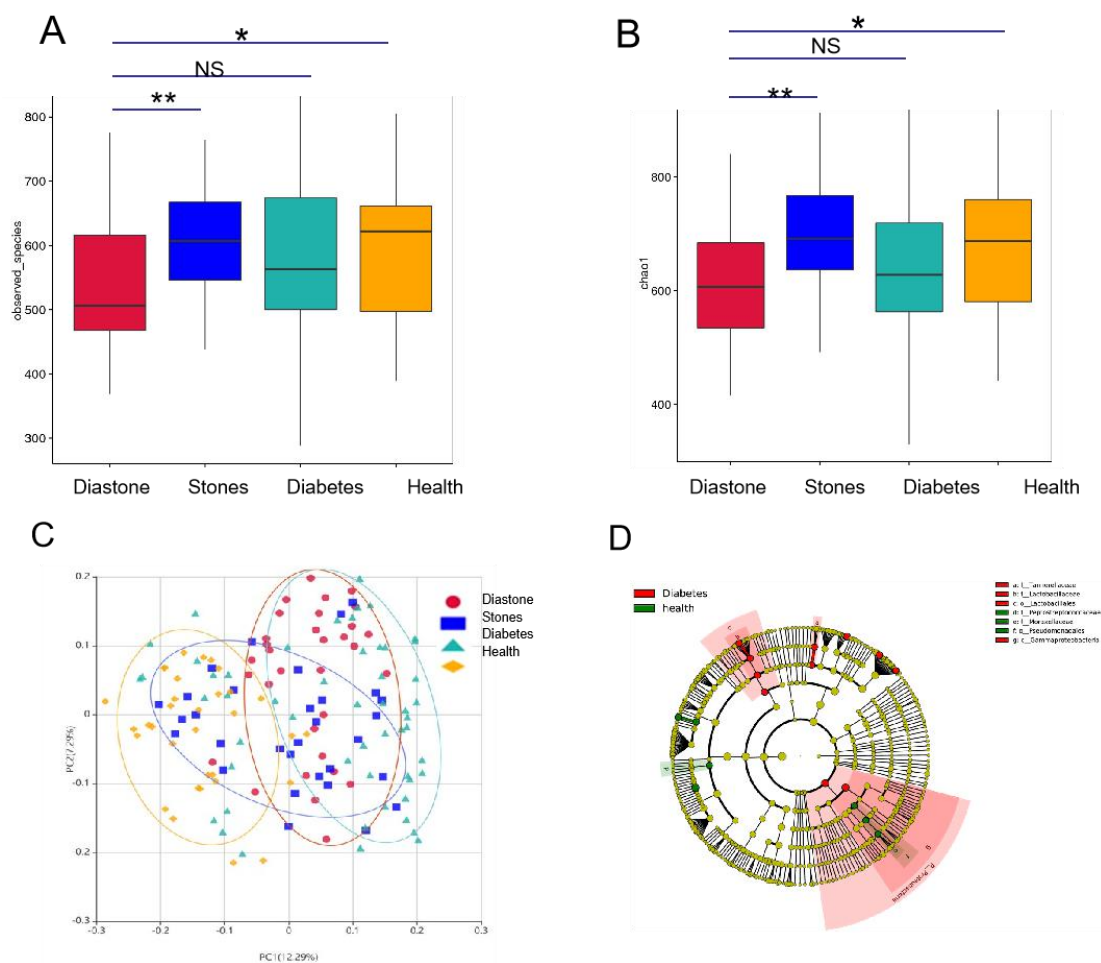 A
*
NS
**
800
700
600
500
400
300
observed_species
Diastone Stones Diabetes Health
B
*
NS
**
800
600
400
chao1
Diastone Stones Diabetes Health
C
0.2
0.1
0
-0.1
0.2
-0.3
PC2(7.29%)
-0.3 -0.2 -0.1 0 0.1 0.2 0.3
PC1(12.29%)
Diastone
Stones
Diabetes
Health
D
Diabetes
health
b: f__Lactobacillaceae
c: o__Lactobacillales
d: f__Peptostreptococcaceae
e: f__Moraxellaceae
f: o__Pseudomonadales
g: c__Gammaproteobacteria